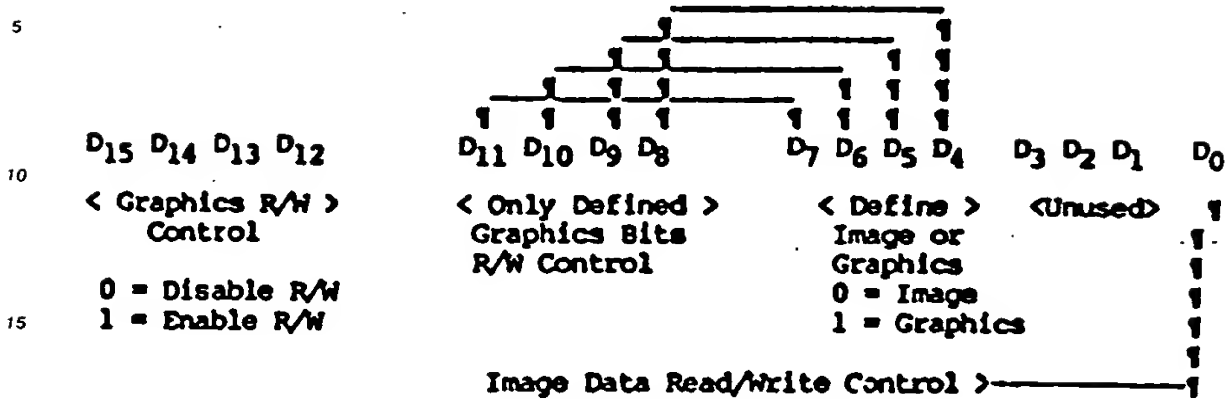 5
D15 D14 D13 D12 D11 D10 D9 D8 D7 D6 D5 D4 D3 D2 D1 D0
10
< Graphics R/W > < Only Defined > < Define > <Unused>
Control Graphics Bits Image or
R/W Control Graphics
0 = Disable R/W 0 = Image
15 1 = Enable R/W 1 = Graphics
Image Data Read/Write Control >